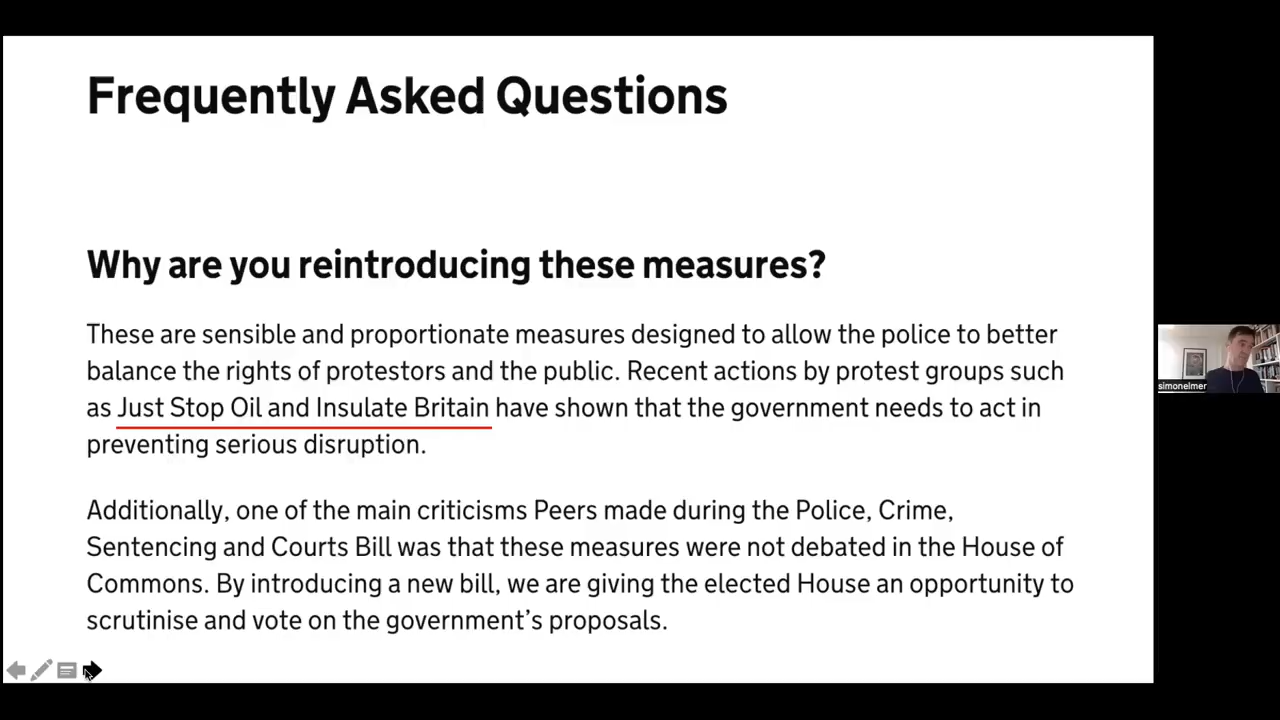 Frequently Asked Questions
Why are you reintroducing these measures?
These are sensible and proportionate measures designed to allow the police to better
balance the rights of protestors and the public. Recent actions by protest groups such
as Just Stop Oil and Insulate Britain have shown that the government needs to act in
preventing serious disruption.
Additionally, one of the main criticisms Peers made during the Police, Crime,
Sentencing and Courts Bill was that these measures were not debated in the House of
Commons. By introducing a new bill, we are giving the elected House an opportunity to
scrutinise and vote on the government's proposals.
simonelmer